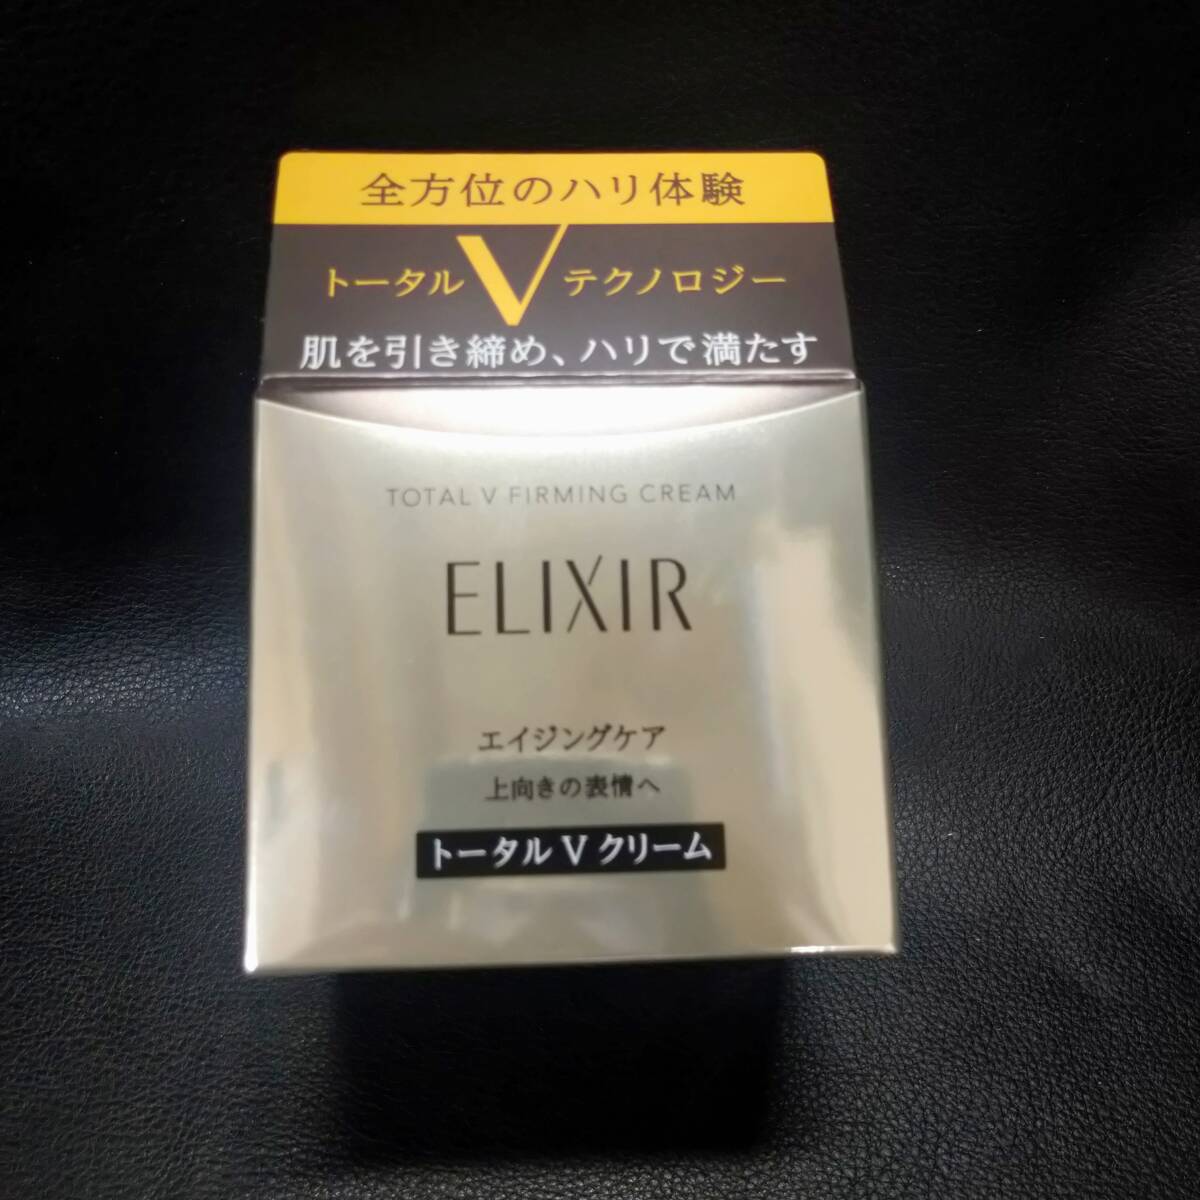 全方位のハリ体験
トータル V テクノロジー
肌を引き締め、ハリで満たす
TOTAL V FIRMING CREAM
ELIXIR
エイジングケア
上向きの表情へ
トータル V クリーム